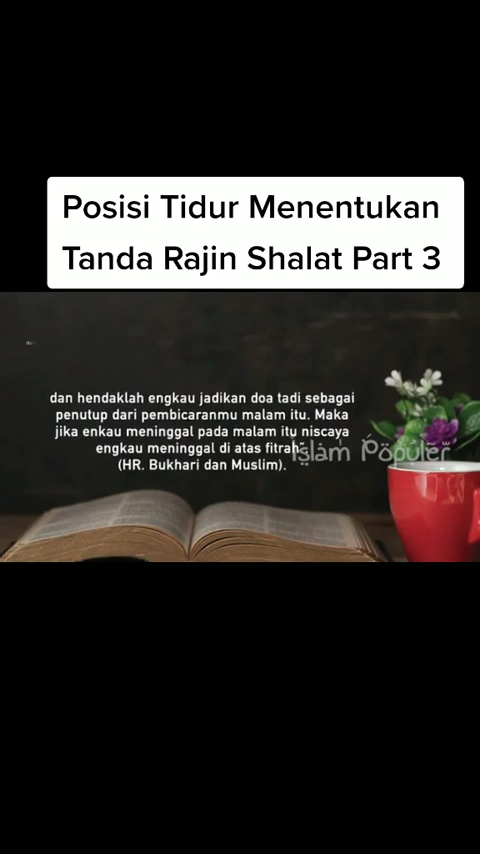 Posisi Tidur Menentukan
Tanda Rajin Shalat Part 3
dan hendaklah engkau jadikan doa tadi sebagai
penutup dari pembicaranmu malam itu. Maka
jika enkau meninggal pada malam itu niscaya
engkau meninggal di atas fitrah"
(HR. Bukhari dan Muslim).
Islam Populer